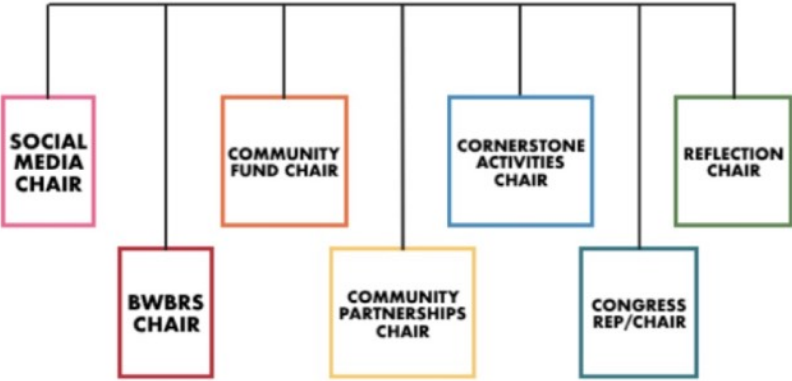 SOCIAL
MEDIA
CHAIR
COMMUNITY
FUND CHAIR
CORNERSTONE
ACTIVITIES
CHAIR
REFLECTION
CHAIR
BWBRS
CHAIR
COMMUNITY
PARTNERSHIPS
CHAIR
CONGRESS
REP/CHAIR